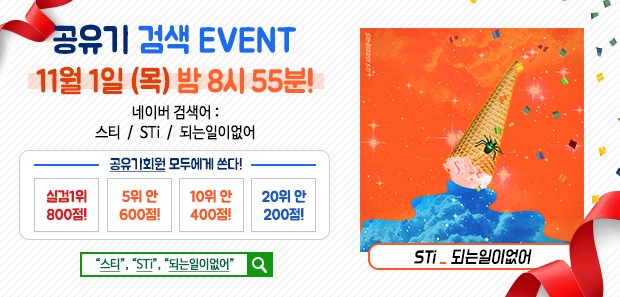 공유기 검색 EVENT
11월 1일 (목) 밤 8시 55분!
네이버 검색어 :
스티 / STi / 되는일이없어
공유기회원 모두에게 쏜다!
실검1위
800점!
5위 안
600점!
10위 안
400점!
20위 안
200점!
"스티", "STi", "되는일이없어"
STi _ 되는일이없어